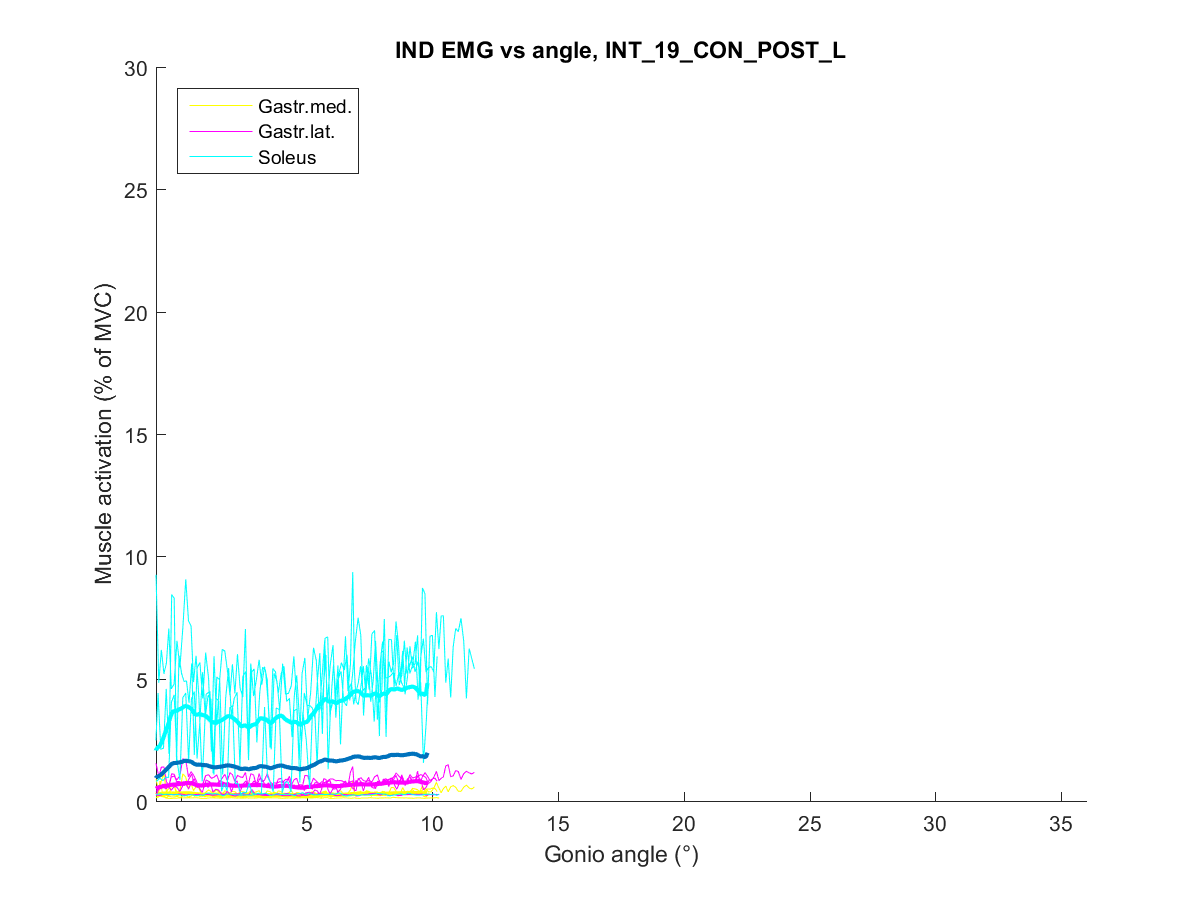 IND EMG vs angle, INT_19_CON_POST_L
30
25
20
15
10
5
0
Muscle activation (% of MVC)
Gastr.med.
Gastr.lat.
Soleus
0 5 10 15 20 25 30 35
Gonio angle (°)